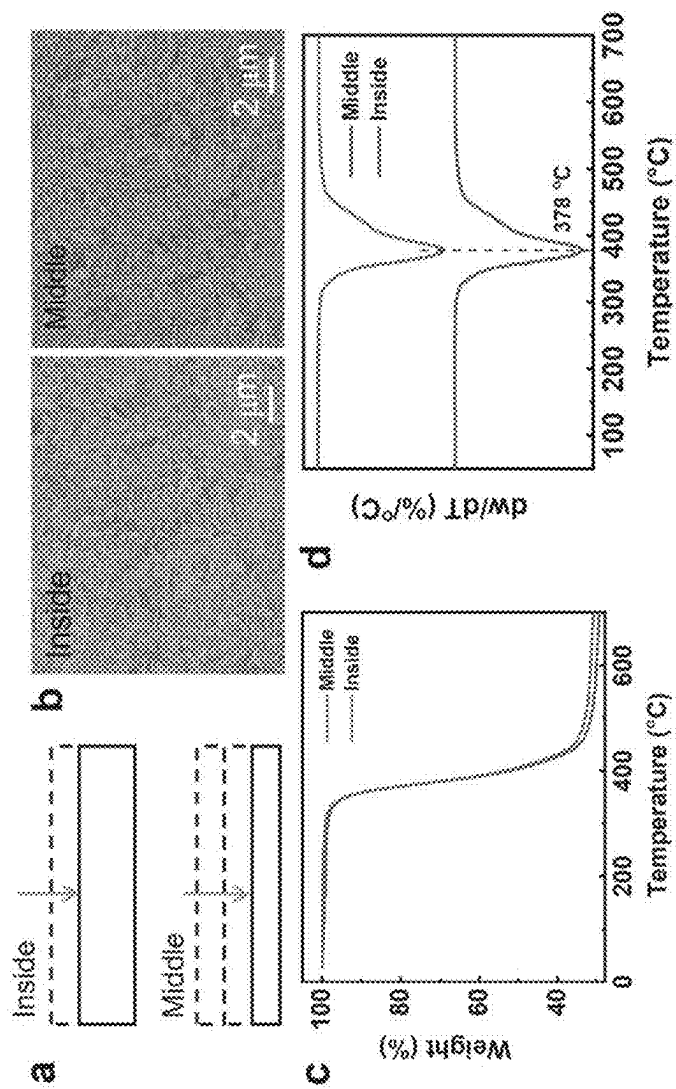 a
Inside
Middle
b
Inside
2 µm
Middle
2 µm
c
Weight (%)
100
80
60
40
Middle
Inside
0
200
400
600
Temperature (°C)
d
dw/dT (%/°C)
Middle
Inside
378 °C
100
200
300
400
500
600
700
Temperature (°C)